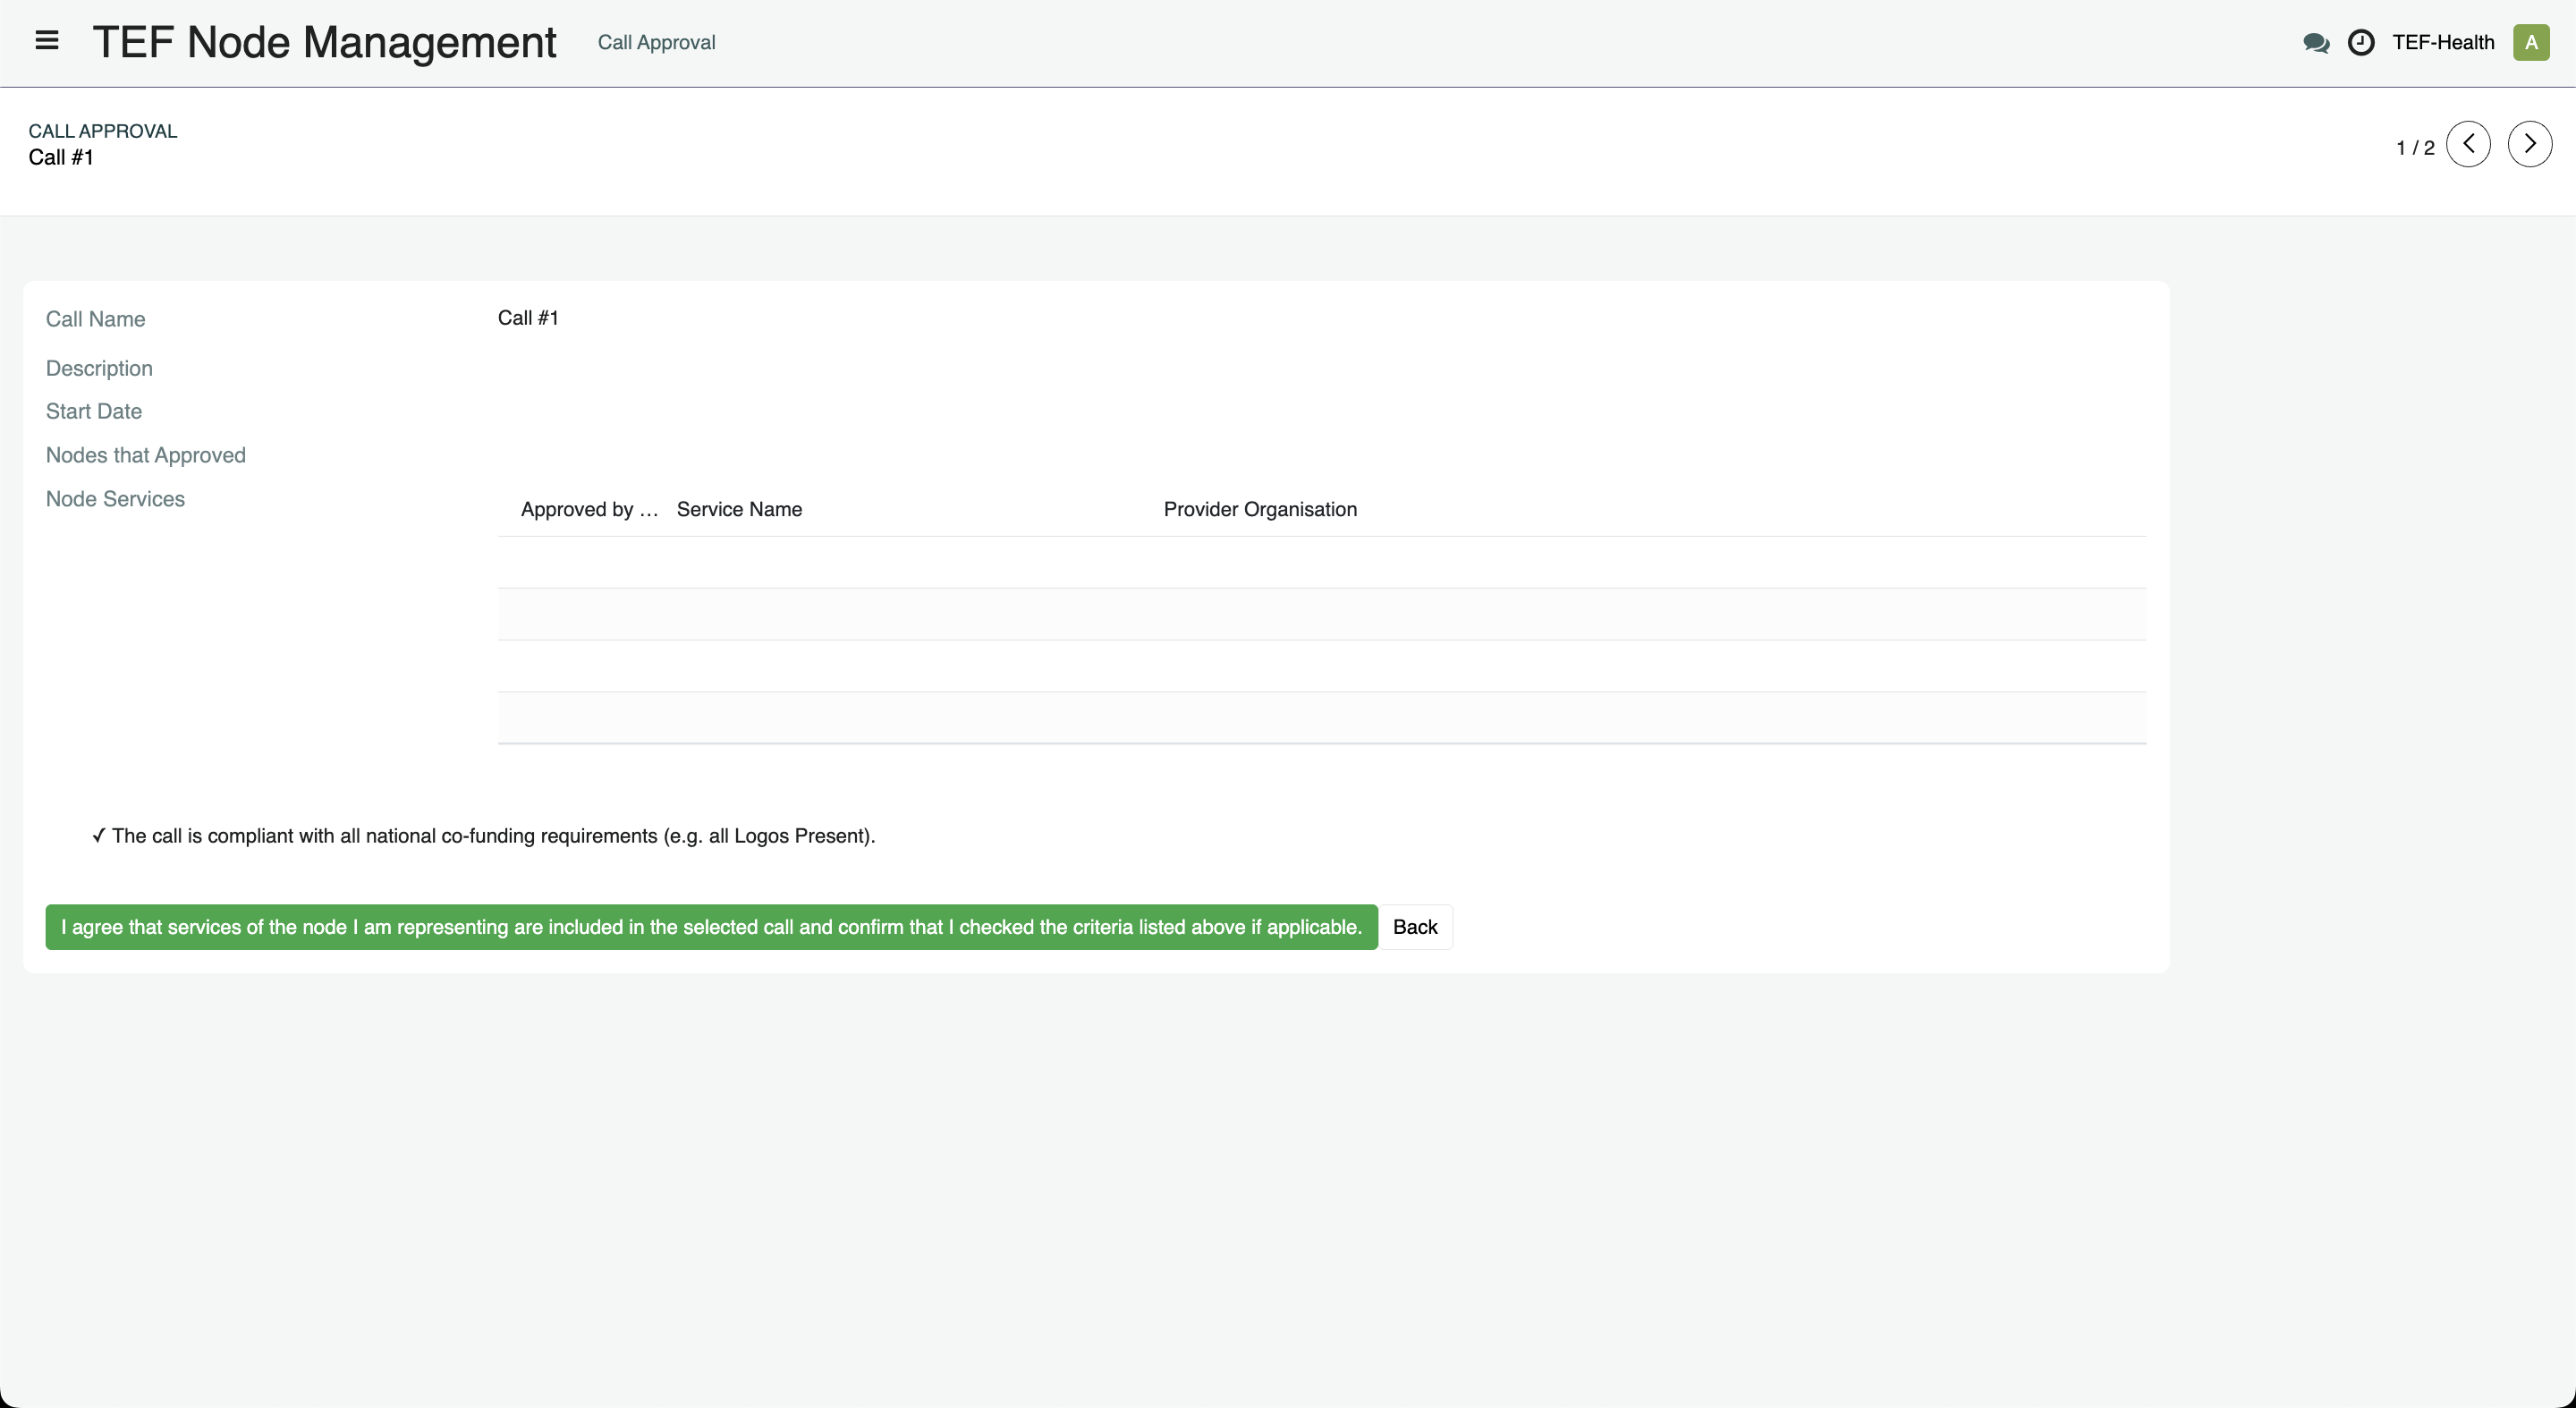 TEF Node Management
Call Approval
TEF-Health
A
CALL APPROVAL
Call #1
1 / 2
Call Name
Call #1
Description
Start Date
Nodes that Approved
Node Services
Approved by ...
Service Name
Provider Organisation
✓ The call is compliant with all national co-funding requirements (e.g. all Logos Present).
I agree that services of the node I am representing are included in the selected call and confirm that I checked the criteria listed above if applicable.
Back